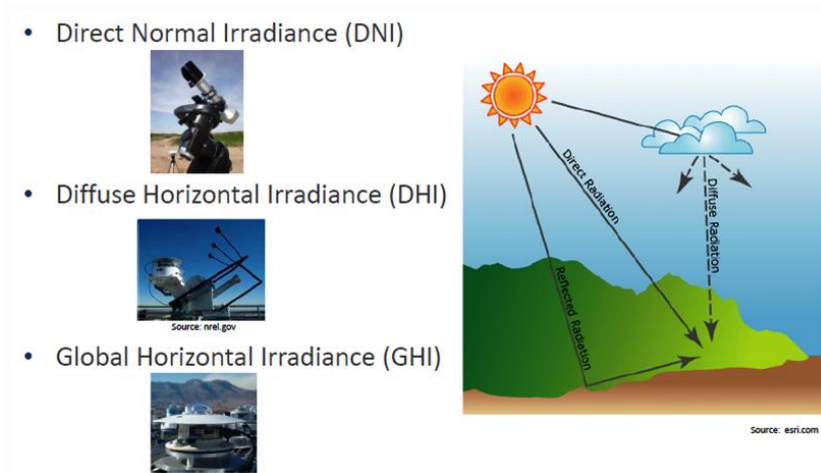 • Direct Normal Irradiance (DNI)
• Diffuse Horizontal Irradiance (DHI)
Source: nrel.gov
• Global Horizontal Irradiance (GHI)
Direct Radiation
Diffuse Radiation
Reflected Radiation
Source: esri.com